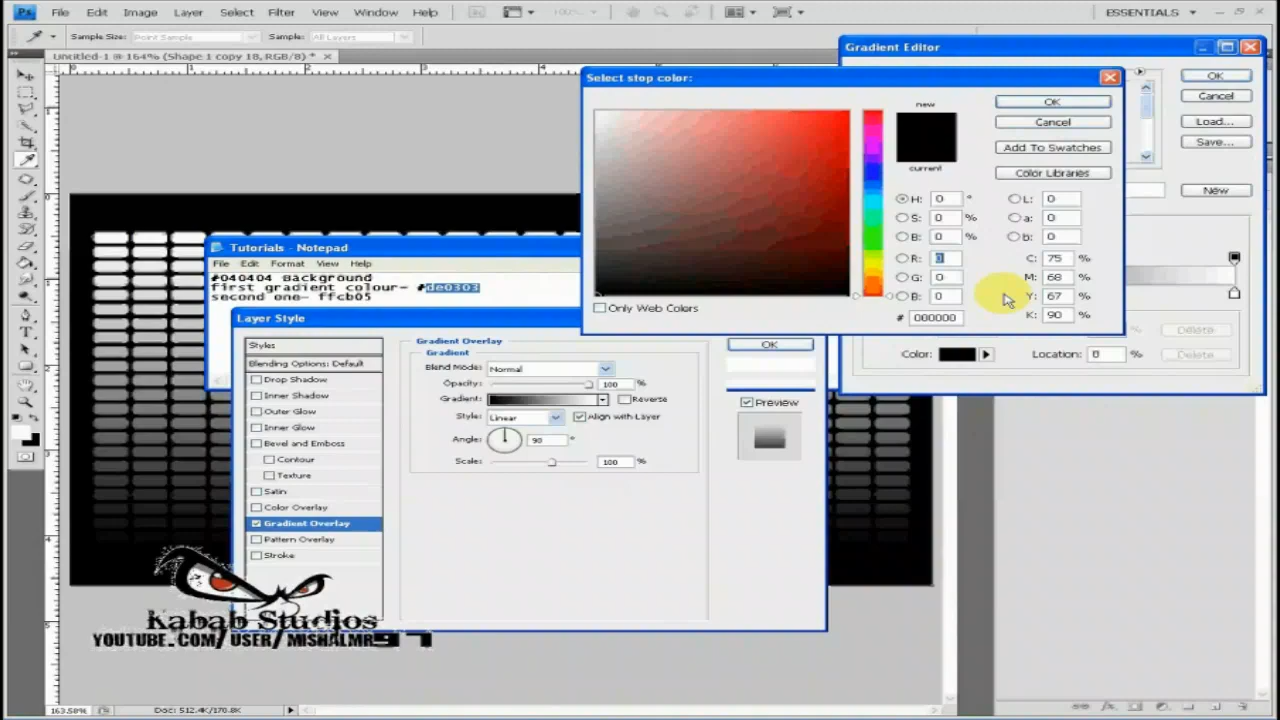 Ps File Edit Image Layer Select Filter View Window Help 100% ESSENTIALS
Sample Size: Point Sample Sample: All Layers
Untitled-1 @ 164% (Shape 1 copy 18, RGB/8) *
Gradient Editor
OK
Cancel
Load...
Save...
New
Select stop color:
new
current
OK
Cancel
Add To Swatches
Color Libraries
H: 0 ° L: 0
S: 0 % a: 0
B: 0 % b: 0
R: 0 C: 75 %
G: 0 M: 68 %
B: 0 Y: 67 %
# 000000 K: 90 %
Only Web Colors
Delete
Color: Location: 0 % Delete
Tutorials - Notepad
File Edit Format View Help
#040404 Background
first gradient colour- #de0303
second one- ffcb05
Layer Style
Styles
Blending Options: Default
Drop Shadow
Inner Shadow
Outer Glow
Inner Glow
Bevel and Emboss
Contour
Texture
Satin
Color Overlay
Gradient Overlay
Pattern Overlay
Stroke
Gradient Overlay
Gradient
Blend Mode: Normal
Opacity: 100 %
Gradient: Reverse
Style: Linear Align with Layer
Angle: 90 °
Scale: 100 %
OK
Preview
Kabab Studios
YOUTUBE.COM/USER/MISHALMR97
163.58% Doc: 512.4K/170.8K